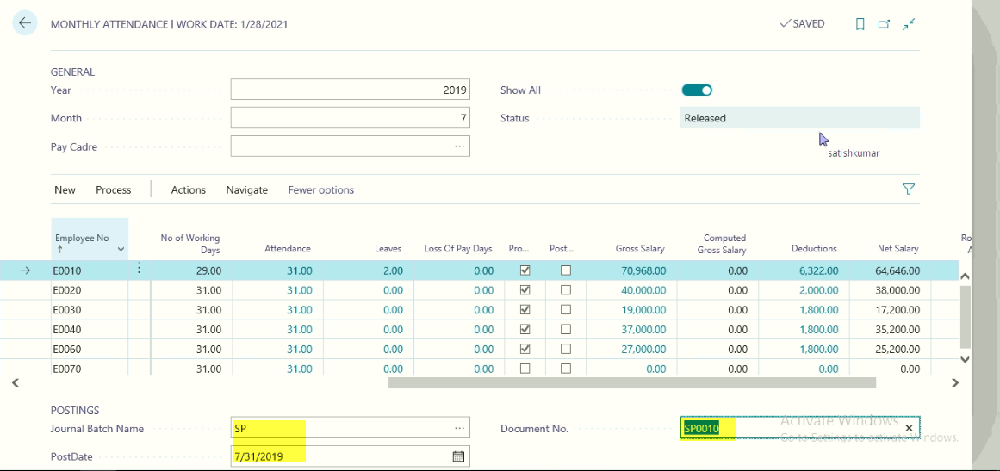 MONTHLY ATTENDANCE | WORK DATE: 1/28/2021
SAVED
GENERAL
Year 2019 Show All
Month 7 Status Released
Pay Cadre ...
satishkumar
New Process Actions Navigate Fewer options
Employee No ↑ No of Working Days Attendance Leaves Loss Of Pay Days Pro... Post... Gross Salary Computed Gross Salary Deductions Net Salary
E0010 29.00 31.00 2.00 0.00 70,968.00 0.00 6,322.00 64,646.00
E0020 31.00 31.00 0.00 0.00 40,000.00 0.00 2,000.00 38,000.00
E0030 31.00 31.00 0.00 0.00 19,000.00 0.00 1,800.00 17,200.00
E0040 31.00 31.00 0.00 0.00 37,000.00 0.00 1,800.00 35,200.00
E0060 31.00 31.00 0.00 0.00 27,000.00 0.00 1,800.00 25,200.00
E0070 31.00 31.00 0.00 0.00 0.00 0.00 0.00 0.00
POSTINGS
Journal Batch Name SP ... Document No. SP0010
Activate Windows
Go to Settings to activate Windows.
PostDate 7/31/2019